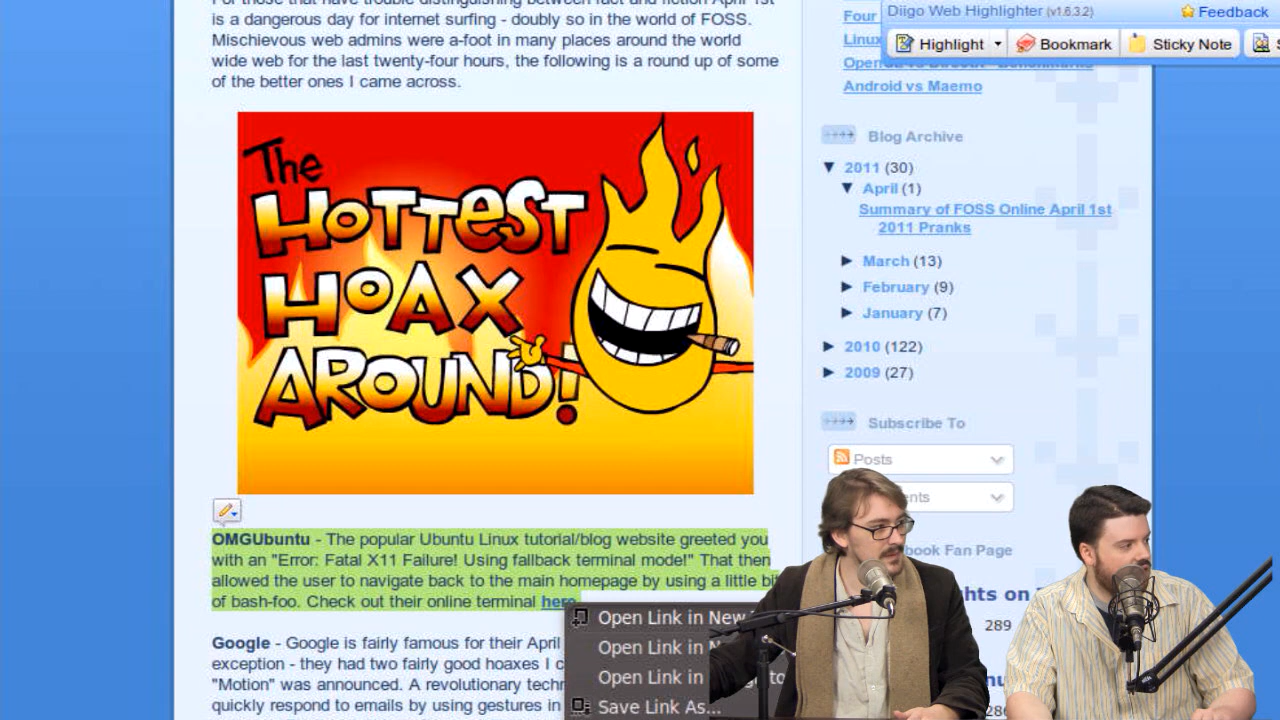 For those that have trouble distinguishing between fact and fiction April 1st
is a dangerous day for internet surfing - doubly so in the world of FOSS.
Mischievous web admins were a-foot in many places around the world
wide web for the last twenty-four hours, the following is a round up of some
of the better ones I came across.
The
HOTTEST
HOAX
AROUND!
OMGUbuntu - The popular Ubuntu Linux tutorial/blog website greeted you
with an "Error: Fatal X11 Failure! Using fallback terminal mode!" That then
allowed the user to navigate back to the main homepage by using a little bit
of bash-foo. Check out their online terminal here.
Google - Google is fairly famous for their April
exception - they had two fairly good hoaxes I
"Motion" was announced. A revolutionary
quickly respond to emails by using gestures in
Open Link in New
Open Link in
Open Link in
Save Link As...
Diigo Web Highlighter (v1.6.3.2)
Feedback
Highlight
Bookmark
Sticky Note
Four
Linux
Android vs Maemo
Blog Archive
2011 (30)
April (1)
Summary of FOSS Online April 1st
2011 Pranks
March (13)
February (9)
January (7)
2010 (122)
2009 (27)
Subscribe To
Posts
Fan Page
on
289